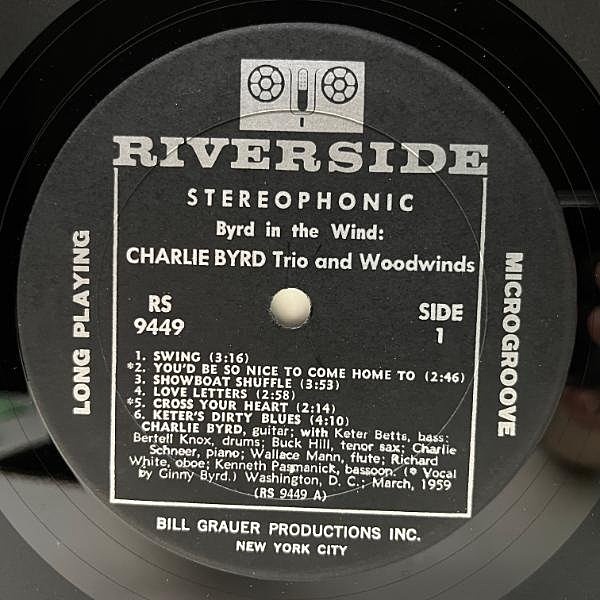 RIVERSIDE
STEREOPHONIC
Byrd in the Wind:
CHARLIE BYRD Trio and Woodwinds
LONG PLAYING
MICROGROOVE
RS
9449
SIDE
1
1. SWING (3:16)
*2. YOU'D BE SO NICE TO COME HOME TO (2:46)
3. SHOWBOAT SHUFFLE (3:53)
4. LOVE LETTERS (2:58)
*5. CROSS YOUR HEART (2:14)
6. KETER'S DIRTY BLUES (4:10)
CHARLIE BYRD, guitar; with Keter Betts, bass;
Bertell Knox, drums; Buck Hill, tenor sax; Charlie
Schneer, piano; Wallace Mann, flute; Richard
White, oboe; Kenneth Pasmanick, bassoon. (* Vocal
by Ginny Byrd.) Washington, D. C.; March, 1959
(RS 9449 A)
BILL GRAUER PRODUCTIONS INC.
NEW YORK CITY